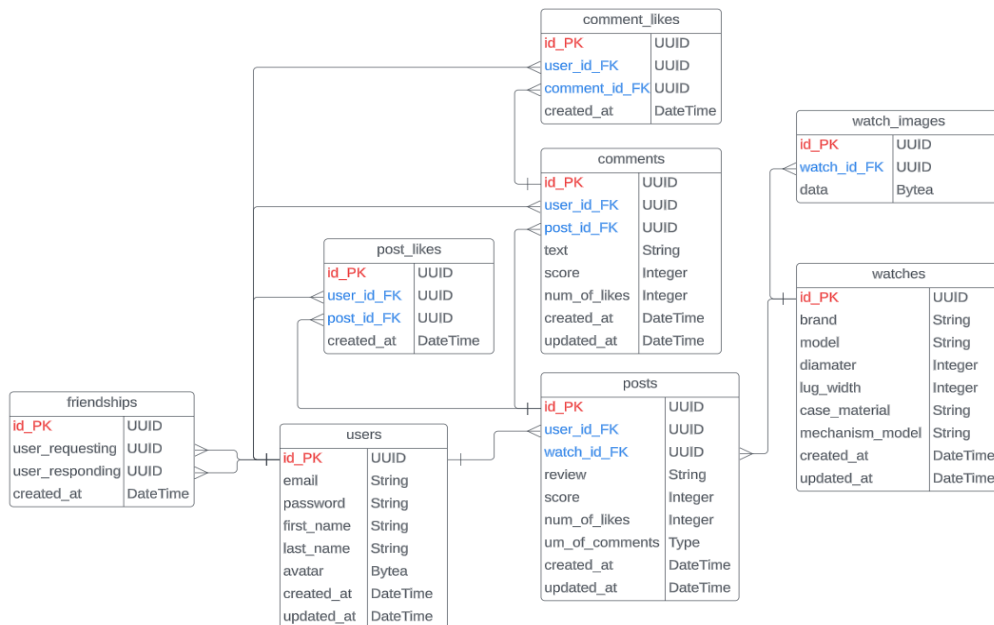 comment_likes
id_PK UUID
user_id_FK UUID
comment_id_FK UUID
created_at DateTime
watch_images
id_PK UUID
watch_id_FK UUID
data Bytea
comments
id_PK UUID
user_id_FK UUID
post_id_FK UUID
text String
score Integer
num_of_likes Integer
created_at DateTime
updated_at DateTime
post_likes
id_PK UUID
user_id_FK UUID
post_id_FK UUID
created_at DateTime
watches
id_PK UUID
brand String
model String
diamater Integer
lug_width Integer
case_material String
mechanism_model String
created_at DateTime
updated_at DateTime
posts
id_PK UUID
user_id_FK UUID
watch_id_FK UUID
review String
score Integer
num_of_likes Integer
um_of_comments Type
created_at DateTime
updated_at DateTime
friendships
id_PK UUID
user_requesting UUID
user_responding UUID
created_at DateTime
users
id_PK UUID
email String
password String
first_name String
last_name String
avatar Bytea
created_at DateTime
updated_at DateTime